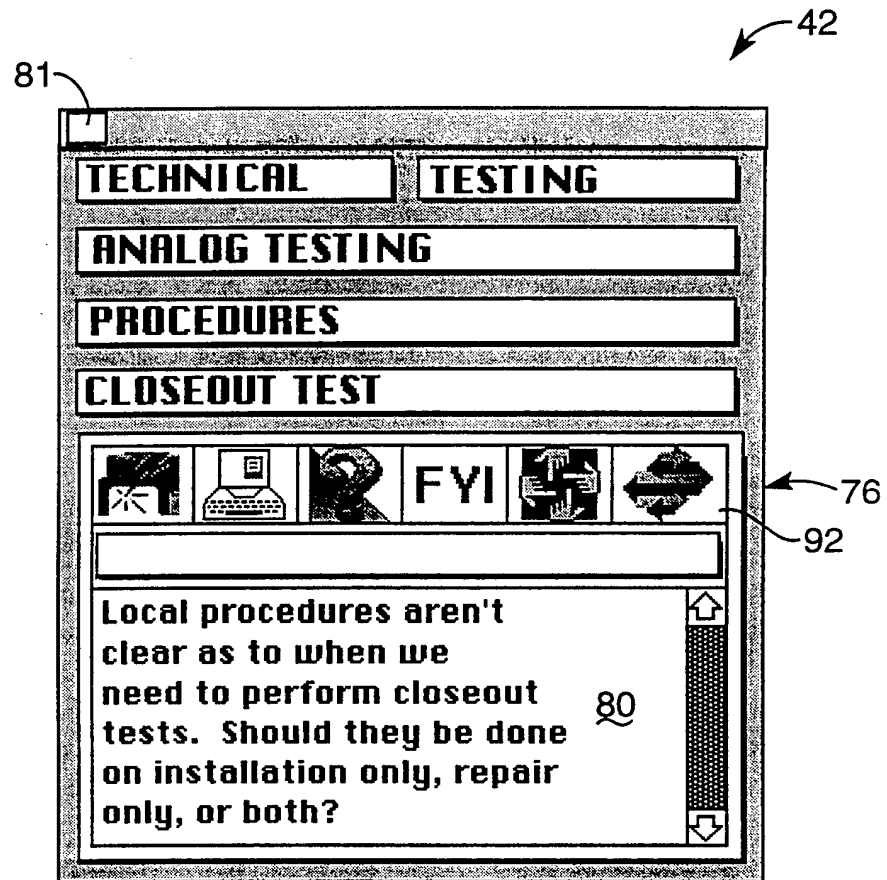 42
81
TECHNICAL TESTING
ANALOG TESTING
PROCEDURES
CLOSEOUT TEST
FYI
76
92
Local procedures aren't
clear as to when we
need to perform closeout
tests. Should they be done
on installation only, repair
only, or both?
80